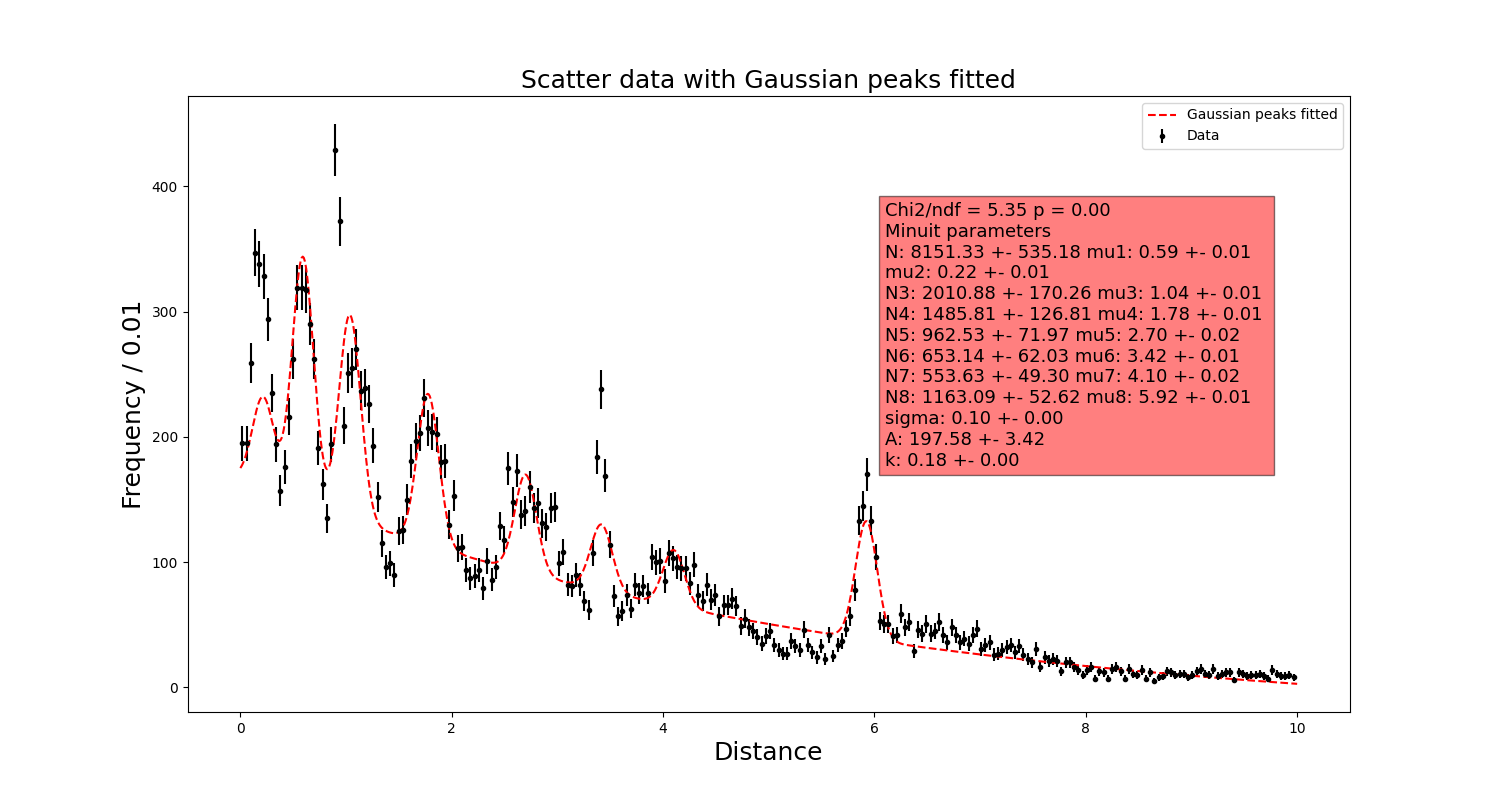 Scatter data with Gaussian peaks fitted
Gaussian peaks fitted
Data
Chi2/ndf = 5.35 p = 0.00
Minuit parameters
N: 8151.33 +- 535.18 mu1: 0.59 +- 0.01
mu2: 0.22 +- 0.01
N3: 2010.88 +- 170.26 mu3: 1.04 +- 0.01
N4: 1485.81 +- 126.81 mu4: 1.78 +- 0.01
N5: 962.53 +- 71.97 mu5: 2.70 +- 0.02
N6: 653.14 +- 62.03 mu6: 3.42 +- 0.01
N7: 553.63 +- 49.30 mu7: 4.10 +- 0.02
N8: 1163.09 +- 52.62 mu8: 5.92 +- 0.01
sigma: 0.10 +- 0.00
A: 197.58 +- 3.42
k: 0.18 +- 0.00
Frequency / 0.01
400
300
200
100
0
0 2 4 6 8 10
Distance